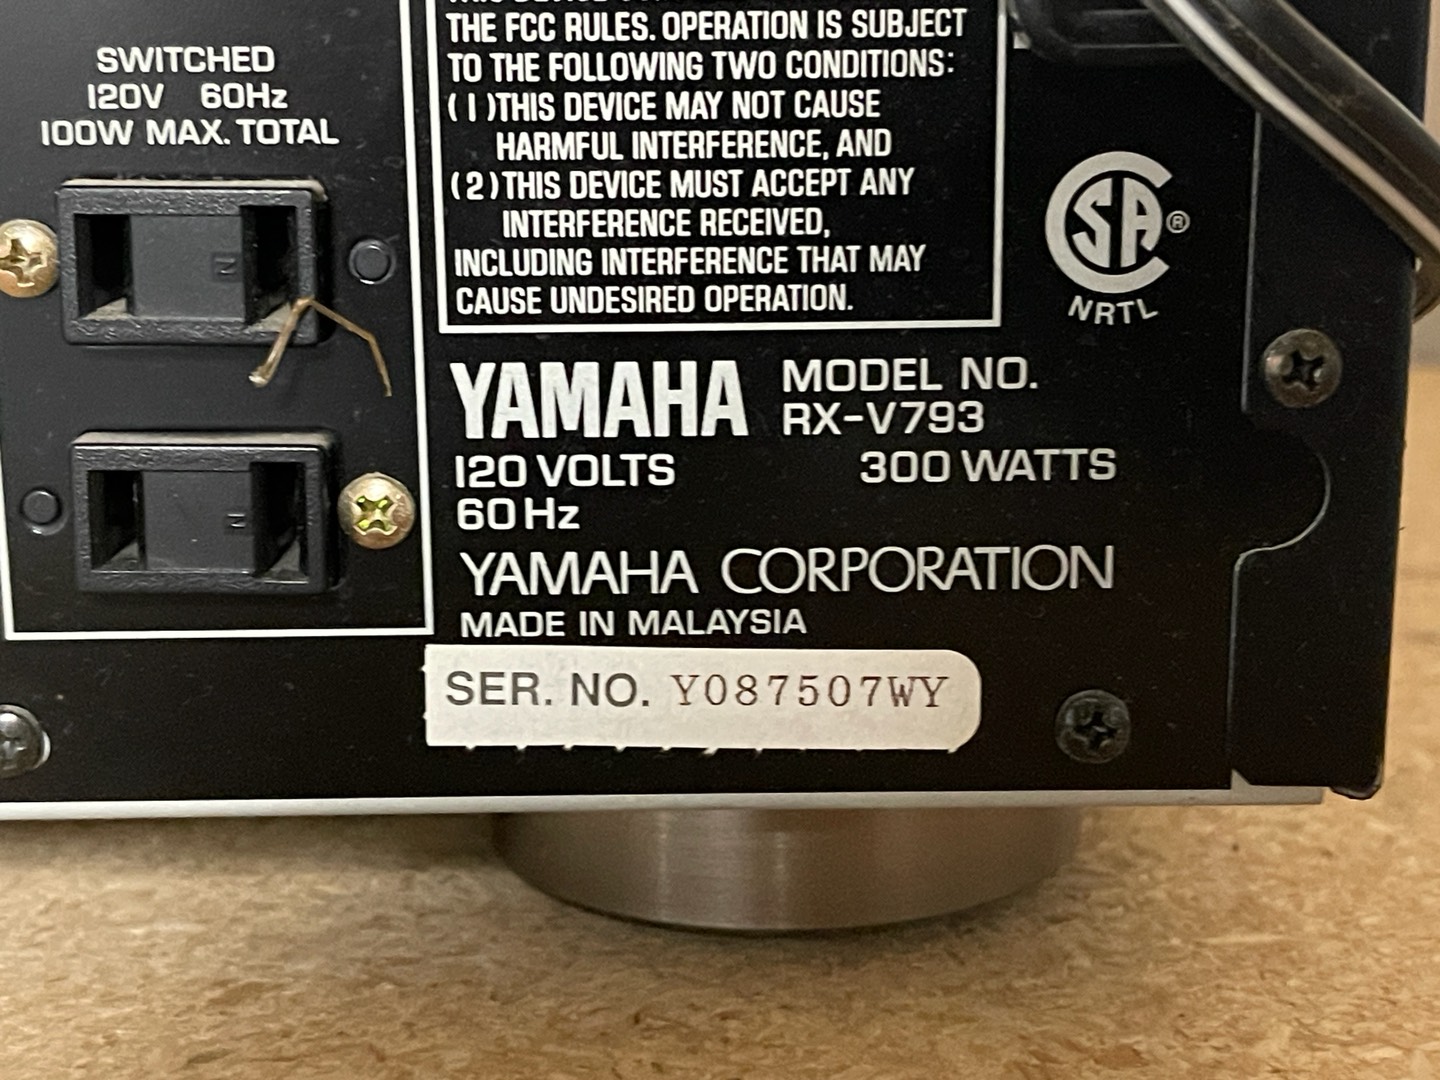 SWITCHED
120V 60Hz
100W MAX. TOTAL
N
N
THE FCC RULES. OPERATION IS SUBJECT
TO THE FOLLOWING TWO CONDITIONS:
(1)THIS DEVICE MAY NOT CAUSE
HARMFUL INTERFERENCE, AND
(2)THIS DEVICE MUST ACCEPT ANY
INTERFERENCE RECEIVED,
INCLUDING INTERFERENCE THAT MAY
CAUSE UNDESIRED OPERATION.
CSA®
NRTL
YAMAHA MODEL NO.
RX-V793
120 VOLTS 300 WATTS
60 Hz
YAMAHA CORPORATION
MADE IN MALAYSIA
SER. NO. Y087507WY